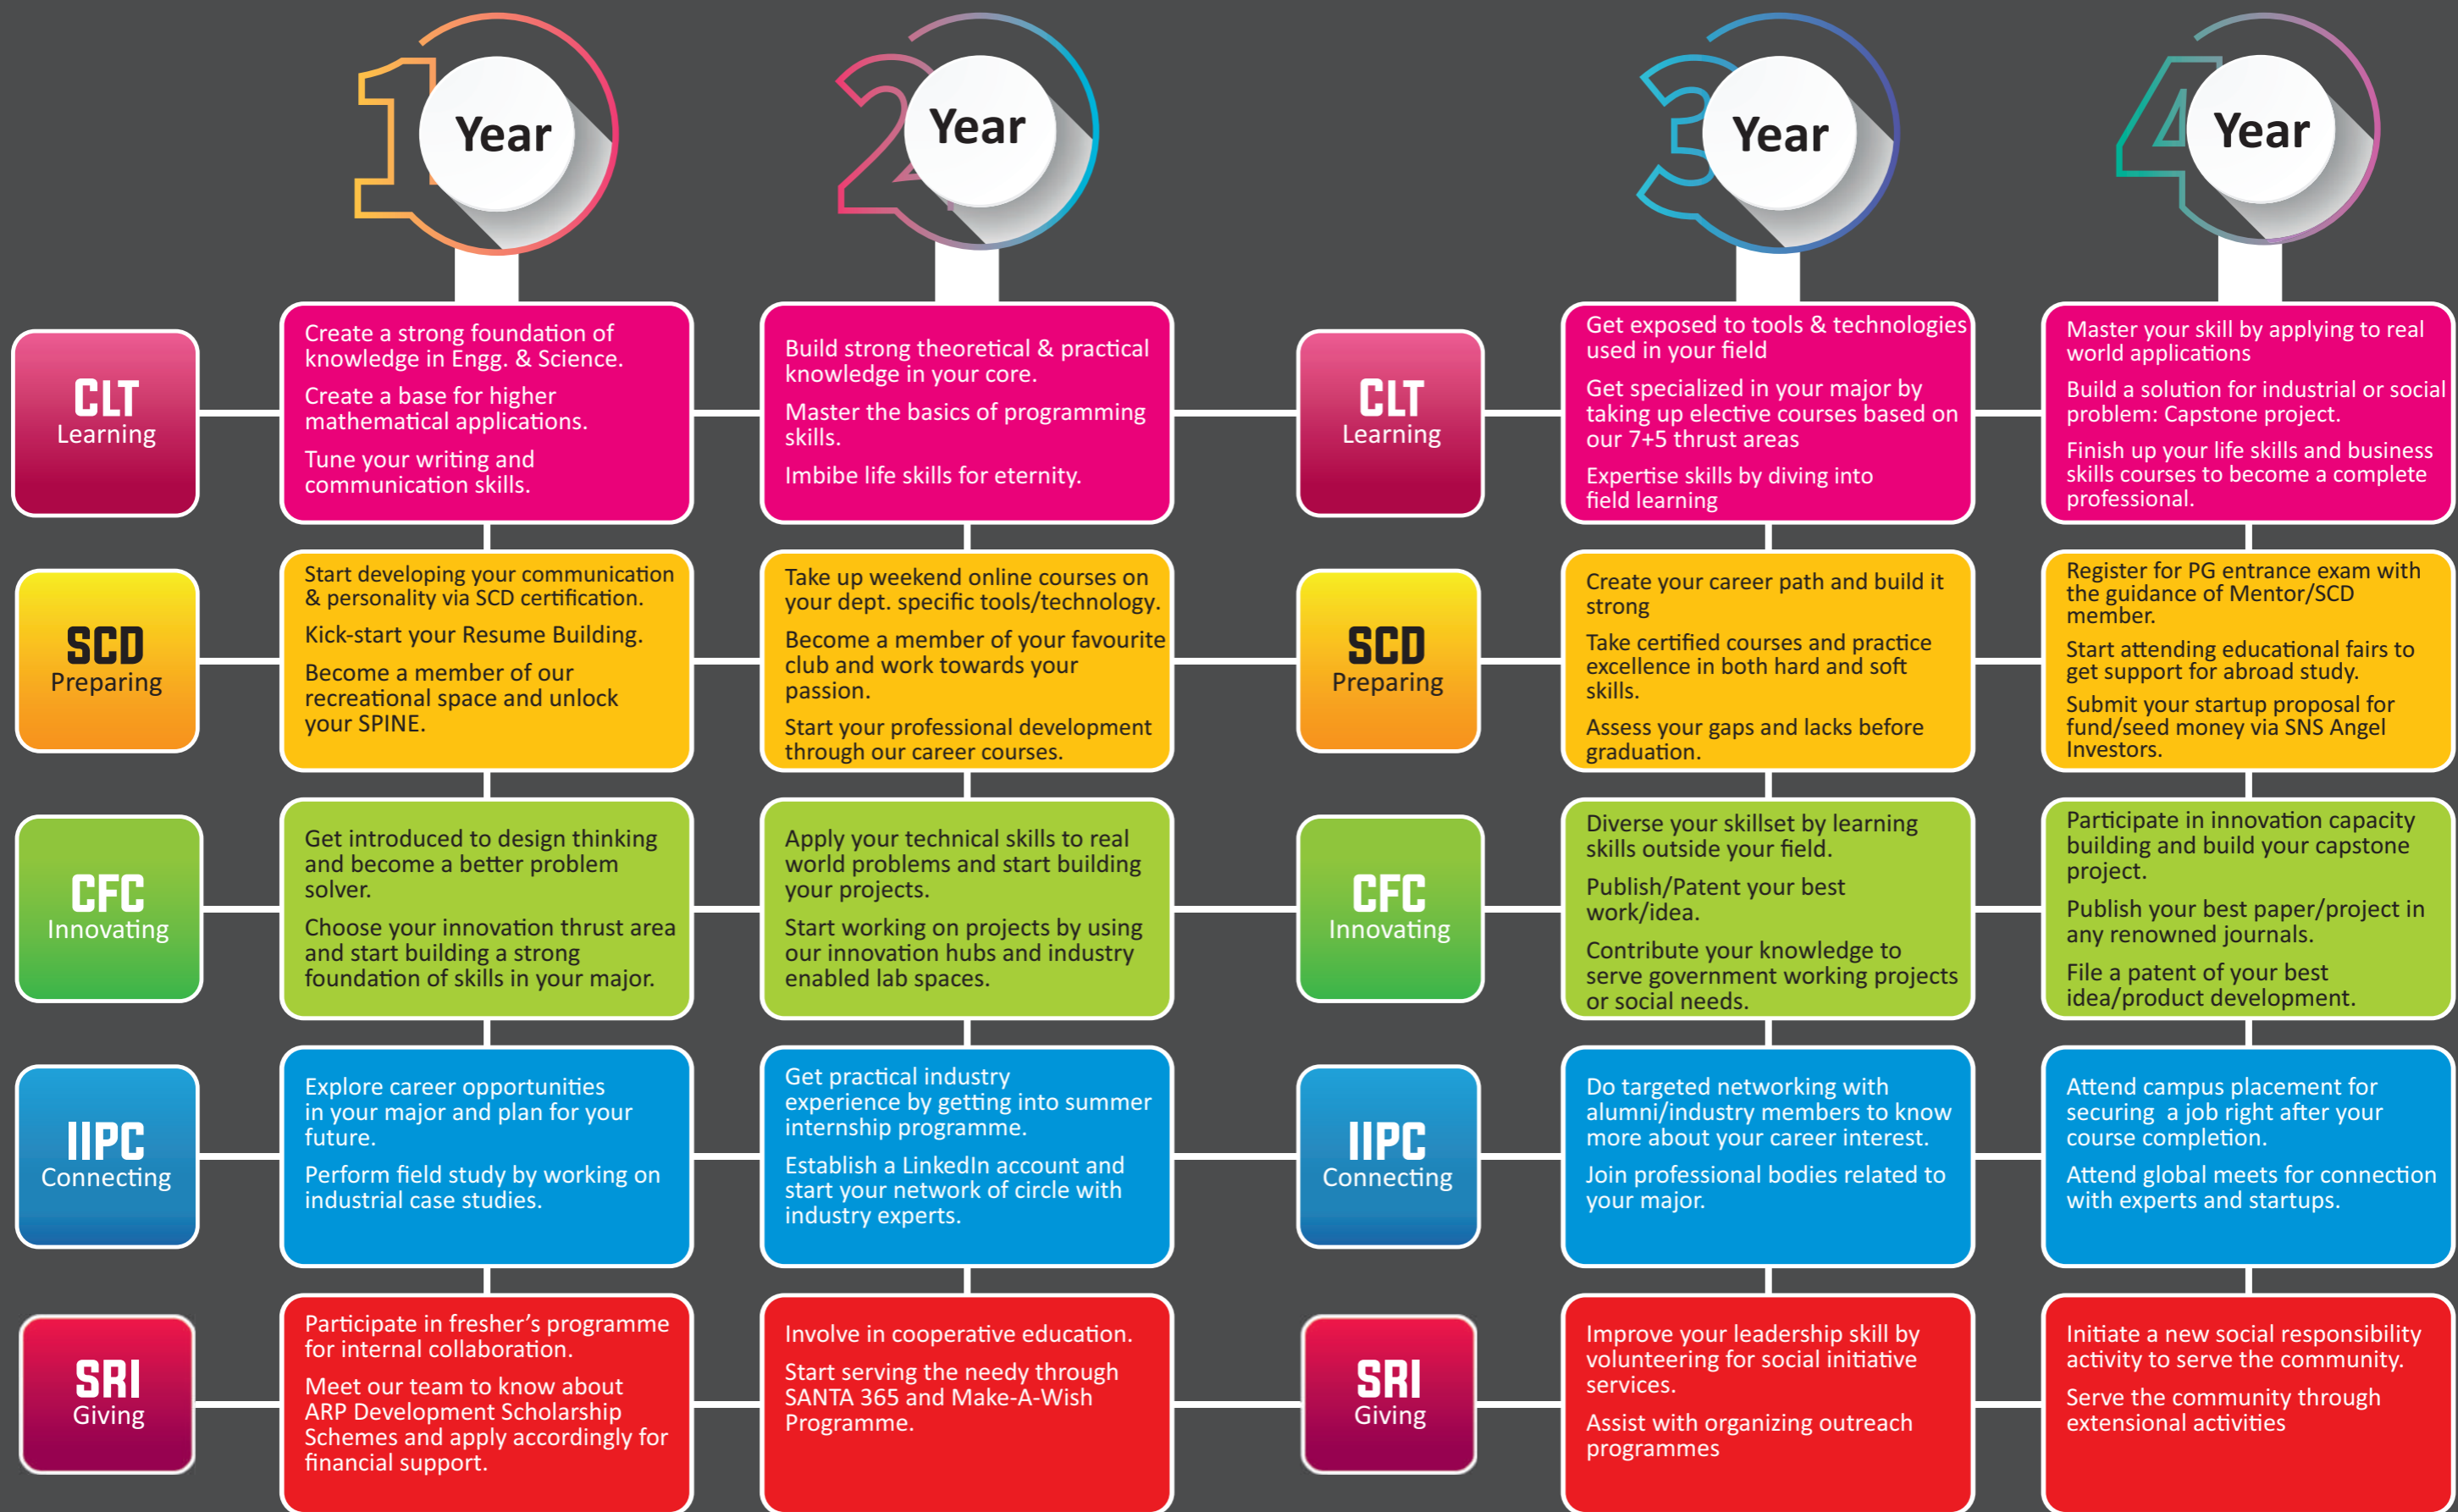 1
Year
2
Year
3
Year
4
Year
CLT
Learning
Create a strong foundation of
knowledge in Engg. & Science.
Create a base for higher
mathematical applications.
Tune your writing and
communication skills.
Build strong theoretical & practical
knowledge in your core.
Master the basics of programming
skills.
Imbibe life skills for eternity.
CLT
Learning
Get exposed to tools & technologies
used in your field
Get specialized in your major by
taking up elective courses based on
our 7+5 thrust areas
Expertise skills by diving into
field learning
Master your skill by applying to real
world applications
Build a solution for industrial or social
problem: Capstone project.
Finish up your life skills and business
skills courses to become a complete
professional.
SCD
Preparing
Start developing your communication
& personality via SCD certification.
Kick-start your Resume Building.
Become a member of our
recreational space and unlock
your SPINE.
Take up weekend online courses on
your dept. specific tools/technology.
Become a member of your favourite
club and work towards your
passion.
Start your professional development
through our career courses.
SCD
Preparing
Create your career path and build it
strong
Take certified courses and practice
excellence in both hard and soft
skills.
Assess your gaps and lacks before
graduation.
Register for PG entrance exam with
the guidance of Mentor/SCD
member.
Start attending educational fairs to
get support for abroad study.
Submit your startup proposal for
fund/seed money via SNS Angel
Investors.
CFC
Innovating
Get introduced to design thinking
and become a better problem
solver.
Choose your innovation thrust area
and start building a strong
foundation of skills in your major.
Apply your technical skills to real
world problems and start building
your projects.
Start working on projects by using
our innovation hubs and industry
enabled lab spaces.
CFC
Innovating
Diverse your skillset by learning
skills outside your field.
Publish/Patent your best
work/idea.
Contribute your knowledge to
serve government working projects
or social needs.
Participate in innovation capacity
building and build your capstone
project.
Publish your best paper/project in
any renowned journals.
File a patent of your best
idea/product development.
IIPC
Connecting
Explore career opportunities
in your major and plan for your
future.
Perform field study by working on
industrial case studies.
Get practical industry
experience by getting into summer
internship programme.
Establish a LinkedIn account and
start your network of circle with
industry experts.
IIPC
Connecting
Do targeted networking with
alumni/industry members to know
more about your career interest.
Join professional bodies related to
your major.
Attend campus placement for
securing a job right after your
course completion.
Attend global meets for connection
with experts and startups.
SRI
Giving
Participate in fresher’s programme
for internal collaboration.
Meet our team to know about
ARP Development Scholarship
Schemes and apply accordingly for
financial support.
Involve in cooperative education.
Start serving the needy through
SANTA 365 and Make-A-Wish
Programme.
SRI
Giving
Improve your leadership skill by
volunteering for social initiative
services.
Assist with organizing outreach
programmes
Initiate a new social responsibility
activity to serve the community.
Serve the community through
extensional activities